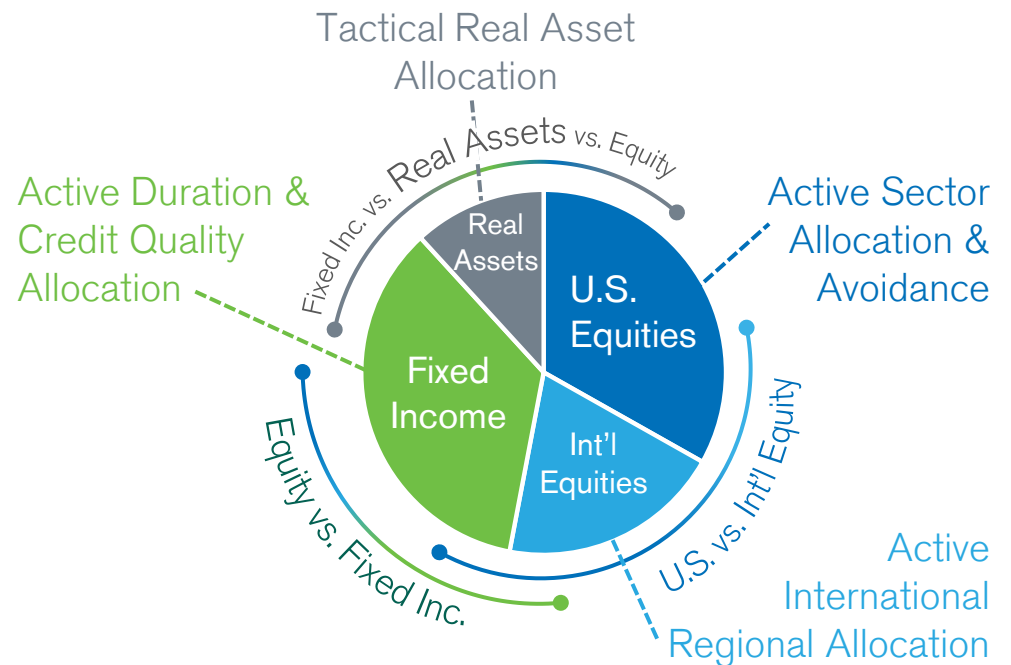 Tactical Real Asset
Allocation
Fixed Inc. vs. Real Assets vs. Equity
Active Duration &
Credit Quality
Allocation
Active Sector
Allocation &
Avoidance
Real
Assets
U.S.
Equities
Fixed
Income
Int'l
Equities
Equity vs. Fixed Inc.
U.S. vs. Int'l Equity
Active
International
Regional Allocation